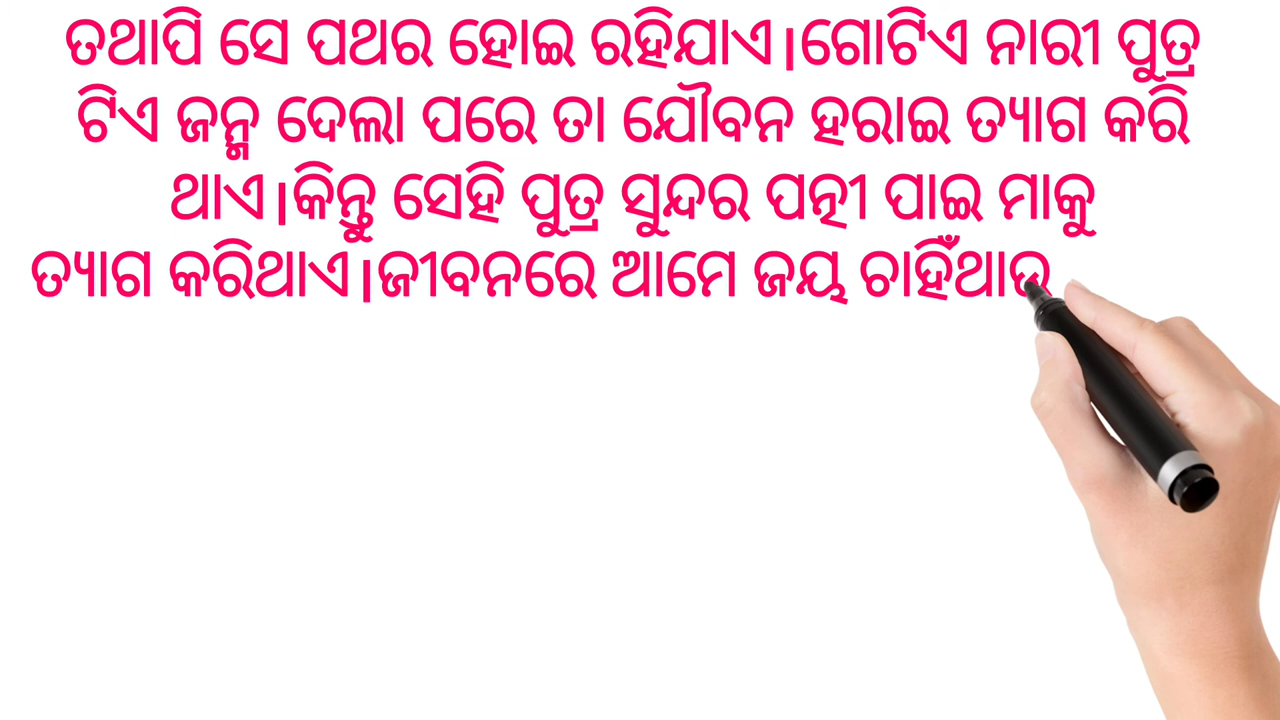 ତଥାପି ସେ ପଥର ହୋଇ ରହିଯାଏ।ଗୋଟିଏ ନାରୀ ପୁତ୍ର
ଟିଏ ଜନ୍ମ ଦେଲା ପରେ ତା ଯୌବନ ହରାଇ ତ୍ୟାଗ କରି
ଥାଏ।କିନ୍ତୁ ସେହି ପୁତ୍ର ସୁନ୍ଦର ପତ୍ନୀ ପାଇ ମାକୁ
ତ୍ୟାଗ କରିଥାଏ।ଜୀବନରେ ଆମେ ଜୟ ଚାହିଁଥାଉ